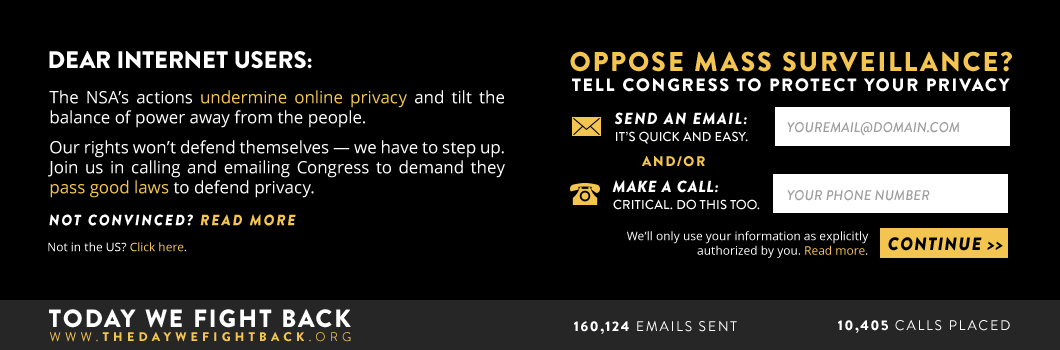 DEAR INTERNET USERS:
The NSA's actions undermine online privacy and tilt the
balance of power away from the people.
Our rights won't defend themselves — we have to step up.
Join us in calling and emailing Congress to demand they
pass good laws to defend privacy.
NOT CONVINCED? READ MORE
Not in the US? Click here.
OPPOSE MASS SURVEILLANCE?
TELL CONGRESS TO PROTECT YOUR PRIVACY
SEND AN EMAIL:
IT'S QUICK AND EASY.
YOUREMAIL@DOMAIN.COM
AND/OR
MAKE A CALL:
CRITICAL. DO THIS TOO.
YOUR PHONE NUMBER
We'll only use your information as explicitly
authorized by you. Read more.
CONTINUE >>
TODAY WE FIGHT BACK
WWW.THEDAYWEFIGHTBACK.ORG
160,124 EMAILS SENT
10,405 CALLS PLACED